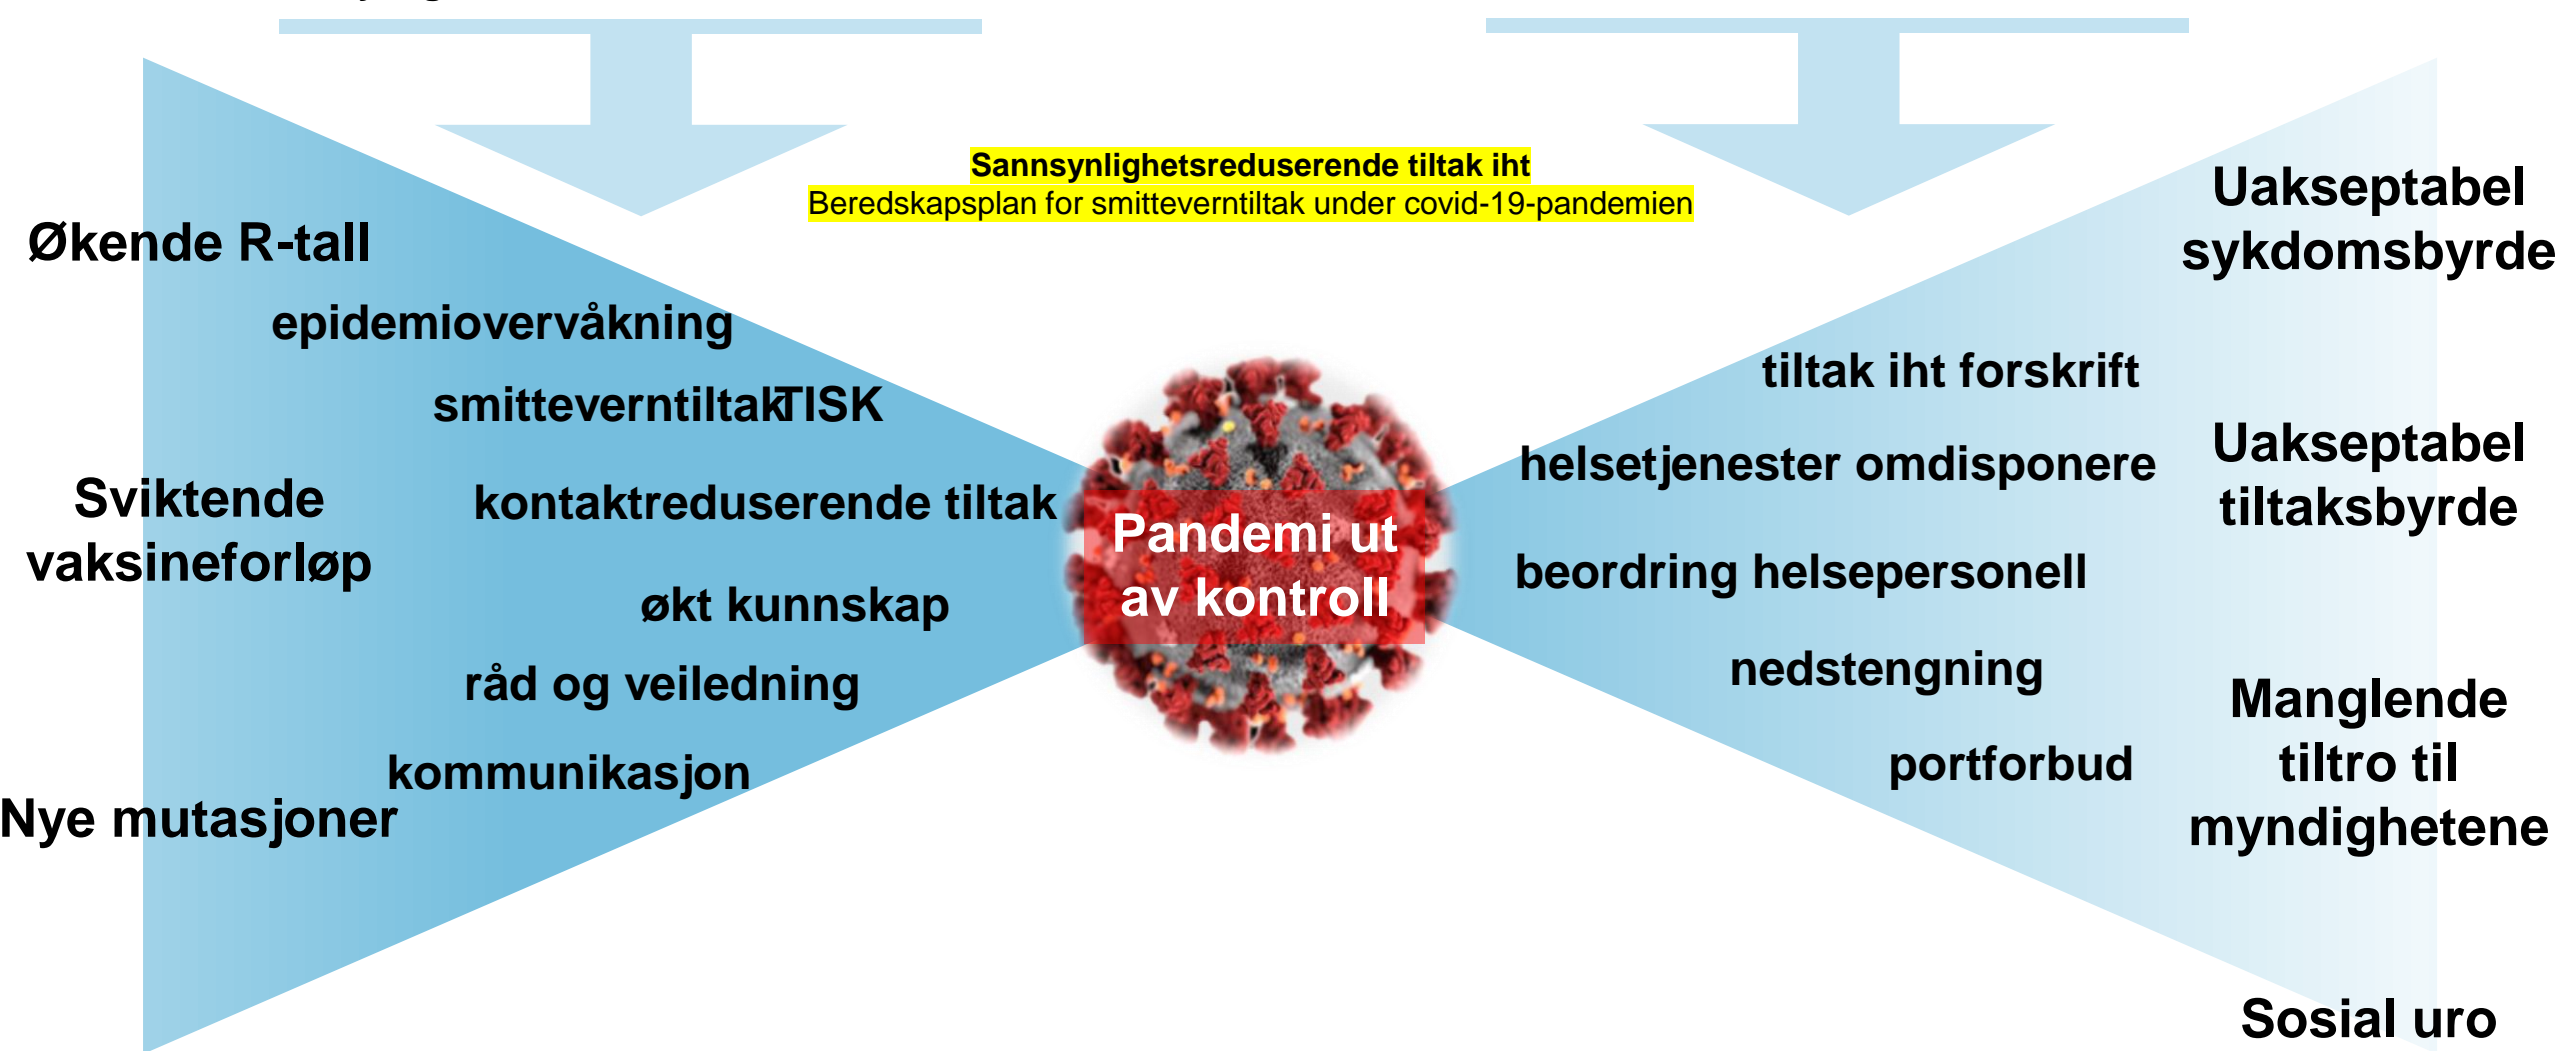 Sannsynlighetsreduserende tiltak iht
Beredskapsplan for smitteverntiltak under covid-19-pandemien
Økende R-tall
epidemiovervåkning
smitteverntiltak TISK
Sviktende
vaksineforløp
kontaktreduserende tiltak
økt kunnskap
råd og veiledning
kommunikasjon
Nye mutasjoner
Pandemi ut
av kontroll
tiltak iht forskrift
helsetjenester omdisponere
beordring helsepersonell
nedstengning
portforbud
Uakseptabel
sykdomsbyrde
Uakseptabel
tiltaksbyrde
Manglende
tiltro til
myndighetene
Sosial uro